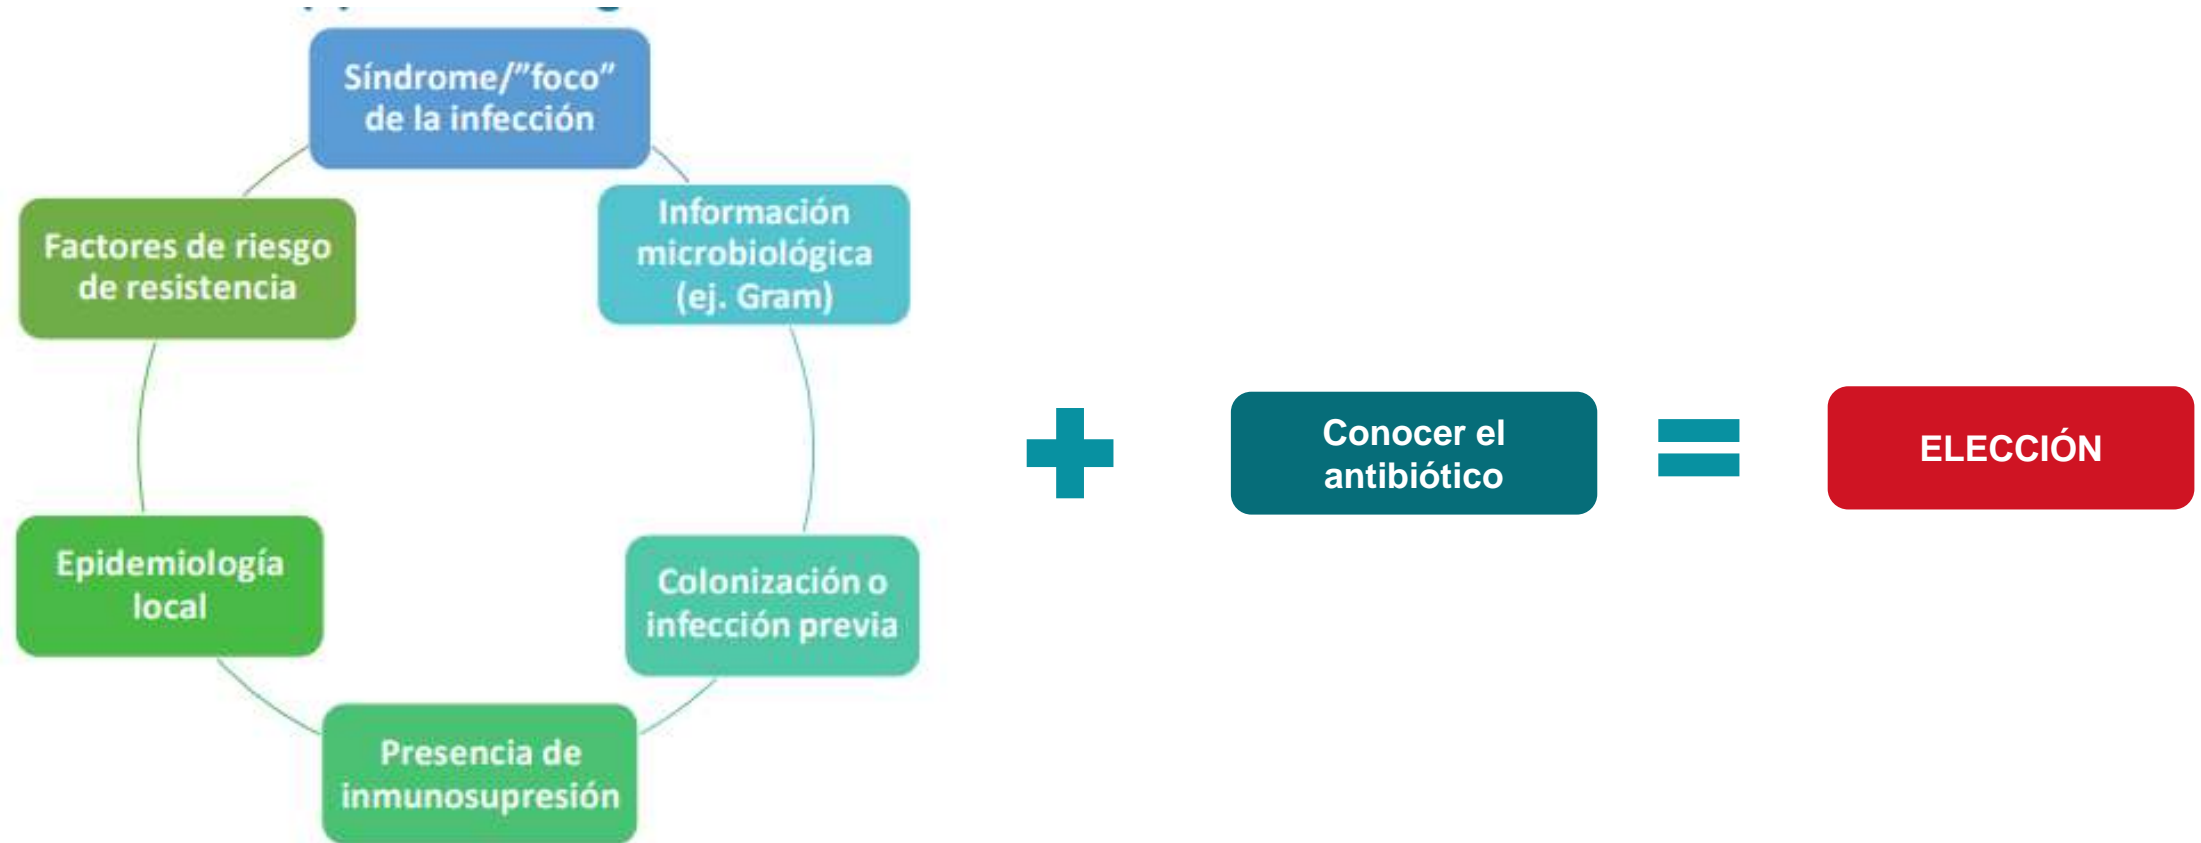 Síndrome/"foco"
de la infección
Información
microbiológica
(ej. Gram)
Factores de riesgo
de resistencia
Conocer el
antibiótico
ELECCIÓN
Epidemiología
local
Colonización o
infección previa
Presencia de
inmunosupresión